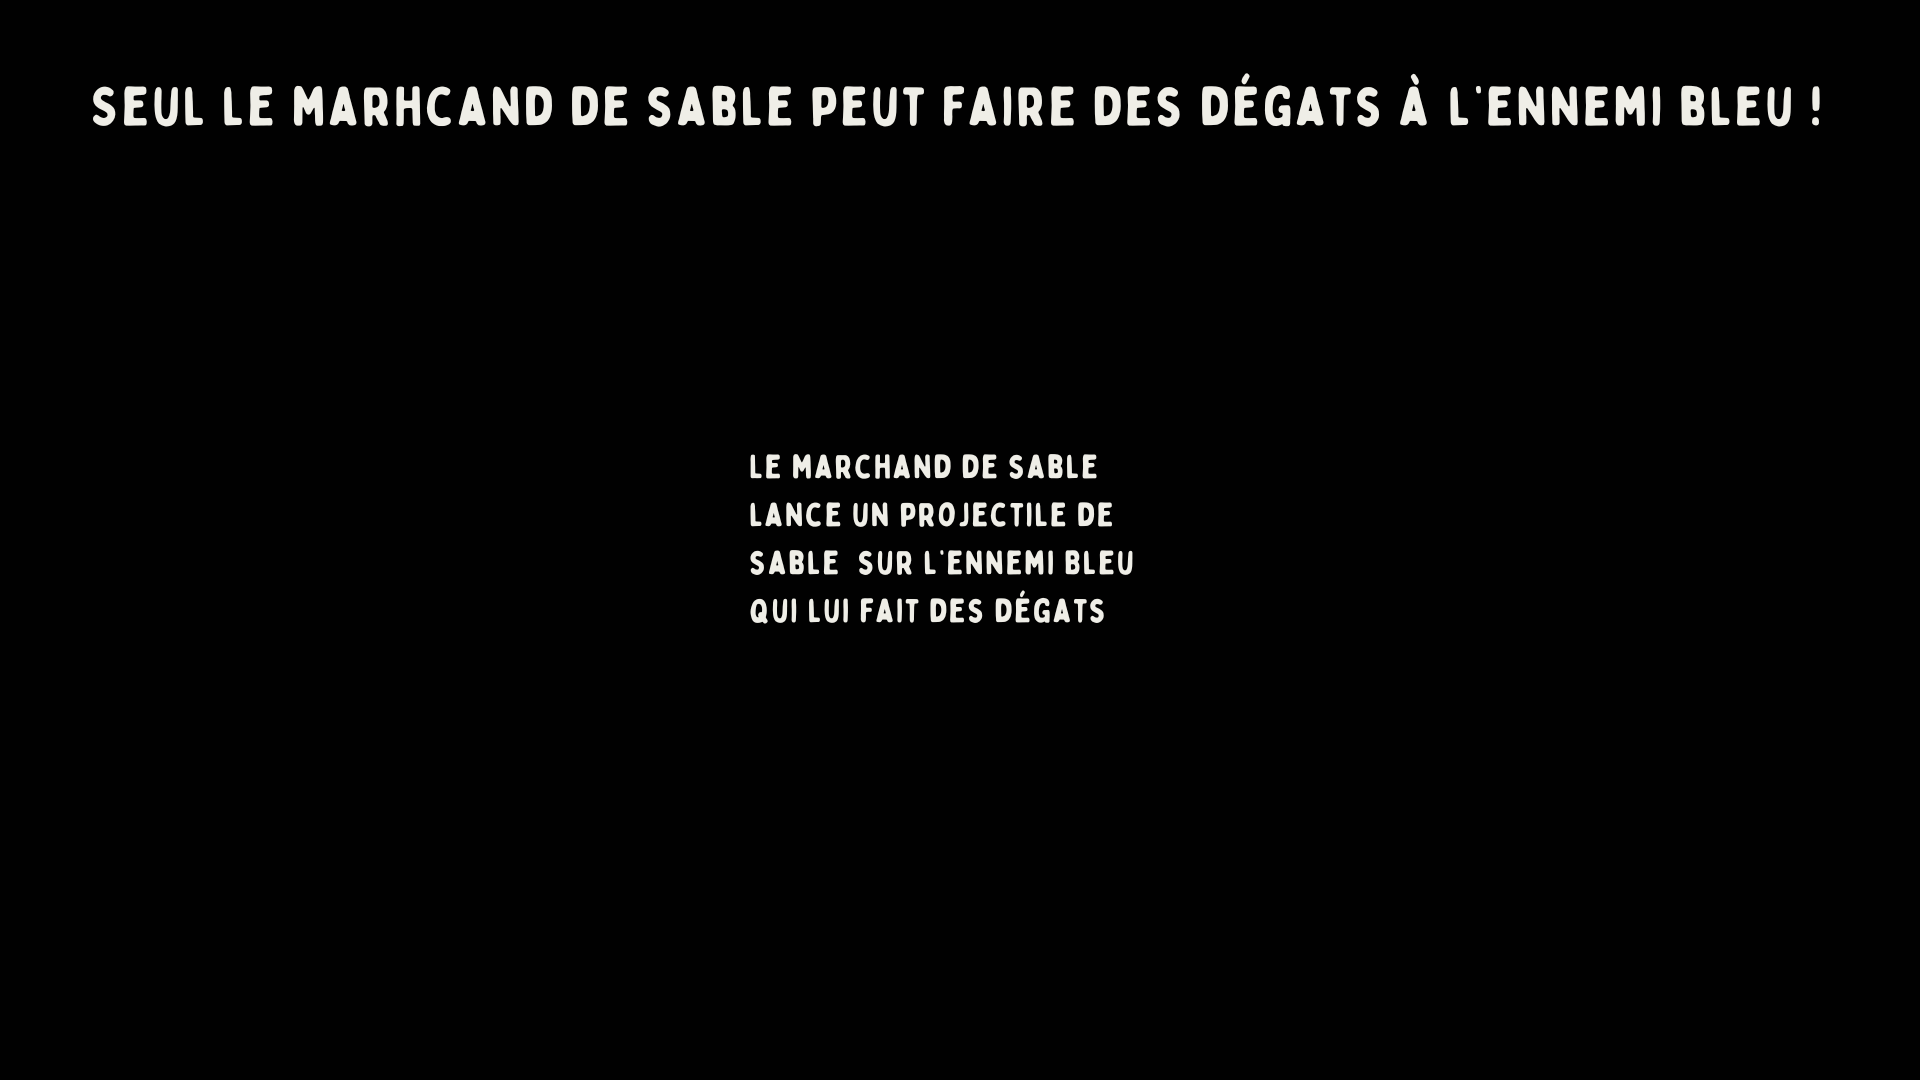 SEUL LE MARHCAND DE SABLE PEUT FAIRE DES DÉGATS À L'ENNEMI BLEU !
LE MARCHAND DE SABLE
LANCE UN PROJECTILE DE
SABLE  SUR L'ENNEMI BLEU
QUI LUI FAIT DES DÉGATS